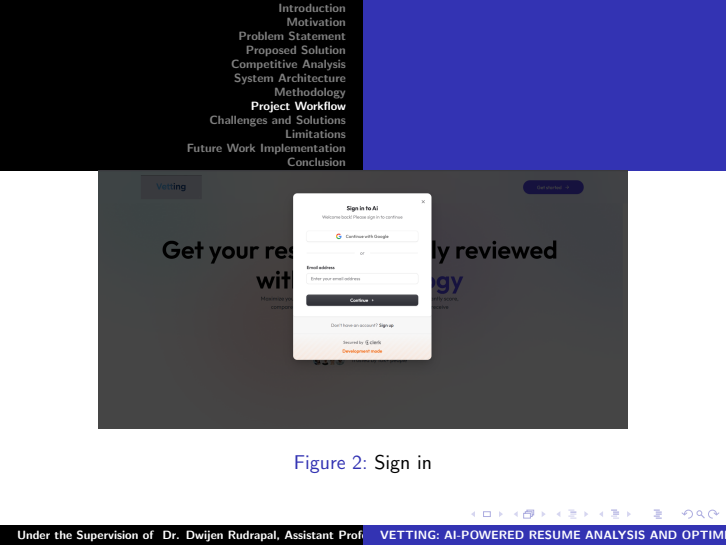 Introduction
Motivation
Problem Statement
Proposed Solution
Competitive Analysis
System Architecture
Methodology
Project Workflow
Challenges and Solutions
Limitations
Future Work Implementation
Conclusion
Vetting
Get started
Sign in to Ai
Welcome back! Please sign in to continue
Continue with Google
or
Email address
Enter your email address
Continue
Don't have an account? Sign up
Secured by clerk
Development mode
Get your res ly reviewed
wit gy
Figure 2: Sign in
Under the Supervision of Dr. Dwijen Rudrapal, Assistant Prof
VETTING: AI-POWERED RESUME ANALYSIS AND OPTIM